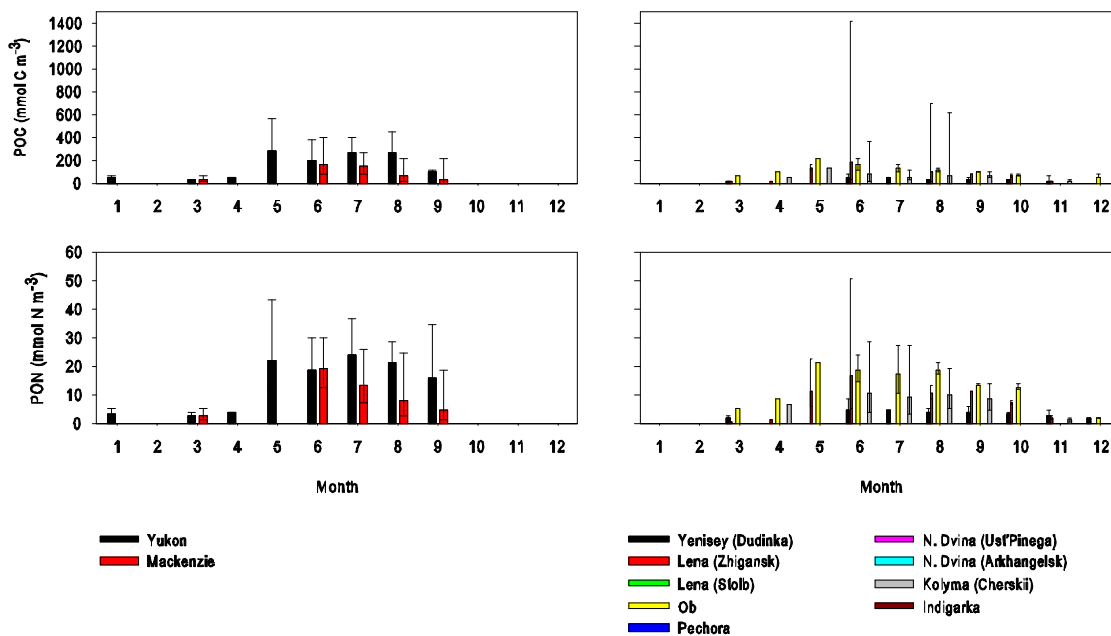 POC (mmol C m⁻³)
1400
1200
1000
800
600
400
200
0
1 2 3 4 5 6 7 8 9 10 11 12
1 2 3 4 5 6 7 8 9 10 11 12
PON (mmol N m⁻³)
60
50
40
30
20
10
0
1 2 3 4 5 6 7 8 9 10 11 12
1 2 3 4 5 6 7 8 9 10 11 12
Month
Month
Yukon
Mackenzie
Yenisey (Dudinka)
Lena (Zhigansk)
Lena (Stolb)
Ob
Pechora
N. Dvina (Ust'Pinega)
N. Dvina (Arkhangelsk)
Kolyma (Cherskii)
Indigarka